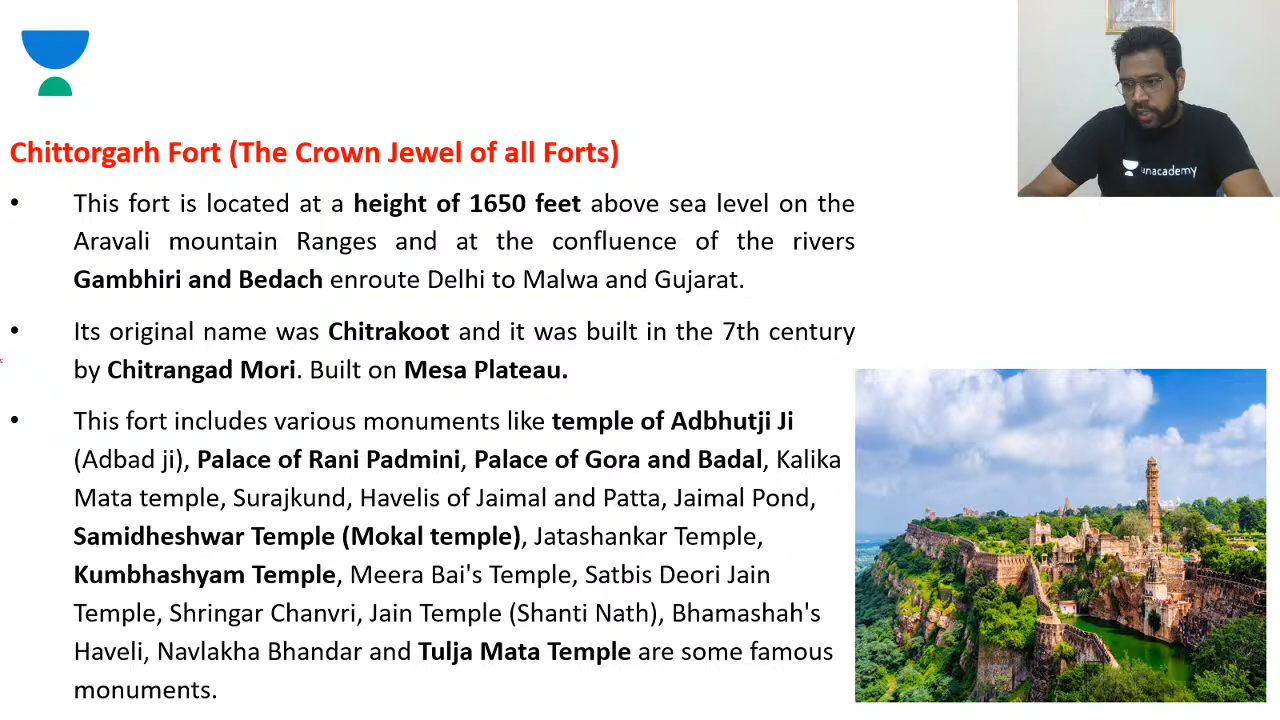 unacademy
Chittorgarh Fort (The Crown Jewel of all Forts)
• This fort is located at a height of 1650 feet above sea level on the
Aravali mountain Ranges and at the confluence of the rivers
Gambhiri and Bedach enroute Delhi to Malwa and Gujarat.
• Its original name was Chitrakoot and it was built in the 7th century
by Chitrangad Mori. Built on Mesa Plateau.
• This fort includes various monuments like temple of Adbhutji Ji
(Adbad ji), Palace of Rani Padmini, Palace of Gora and Badal, Kalika
Mata temple, Surajkund, Havelis of Jaimal and Patta, Jaimal Pond,
Samidheshwar Temple (Mokal temple), Jatashankar Temple,
Kumbhashyam Temple, Meera Bai's Temple, Satbis Deori Jain
Temple, Shringar Chanvri, Jain Temple (Shanti Nath), Bhamashah's
Haveli, Navlakha Bhandar and Tulja Mata Temple are some famous
monuments.